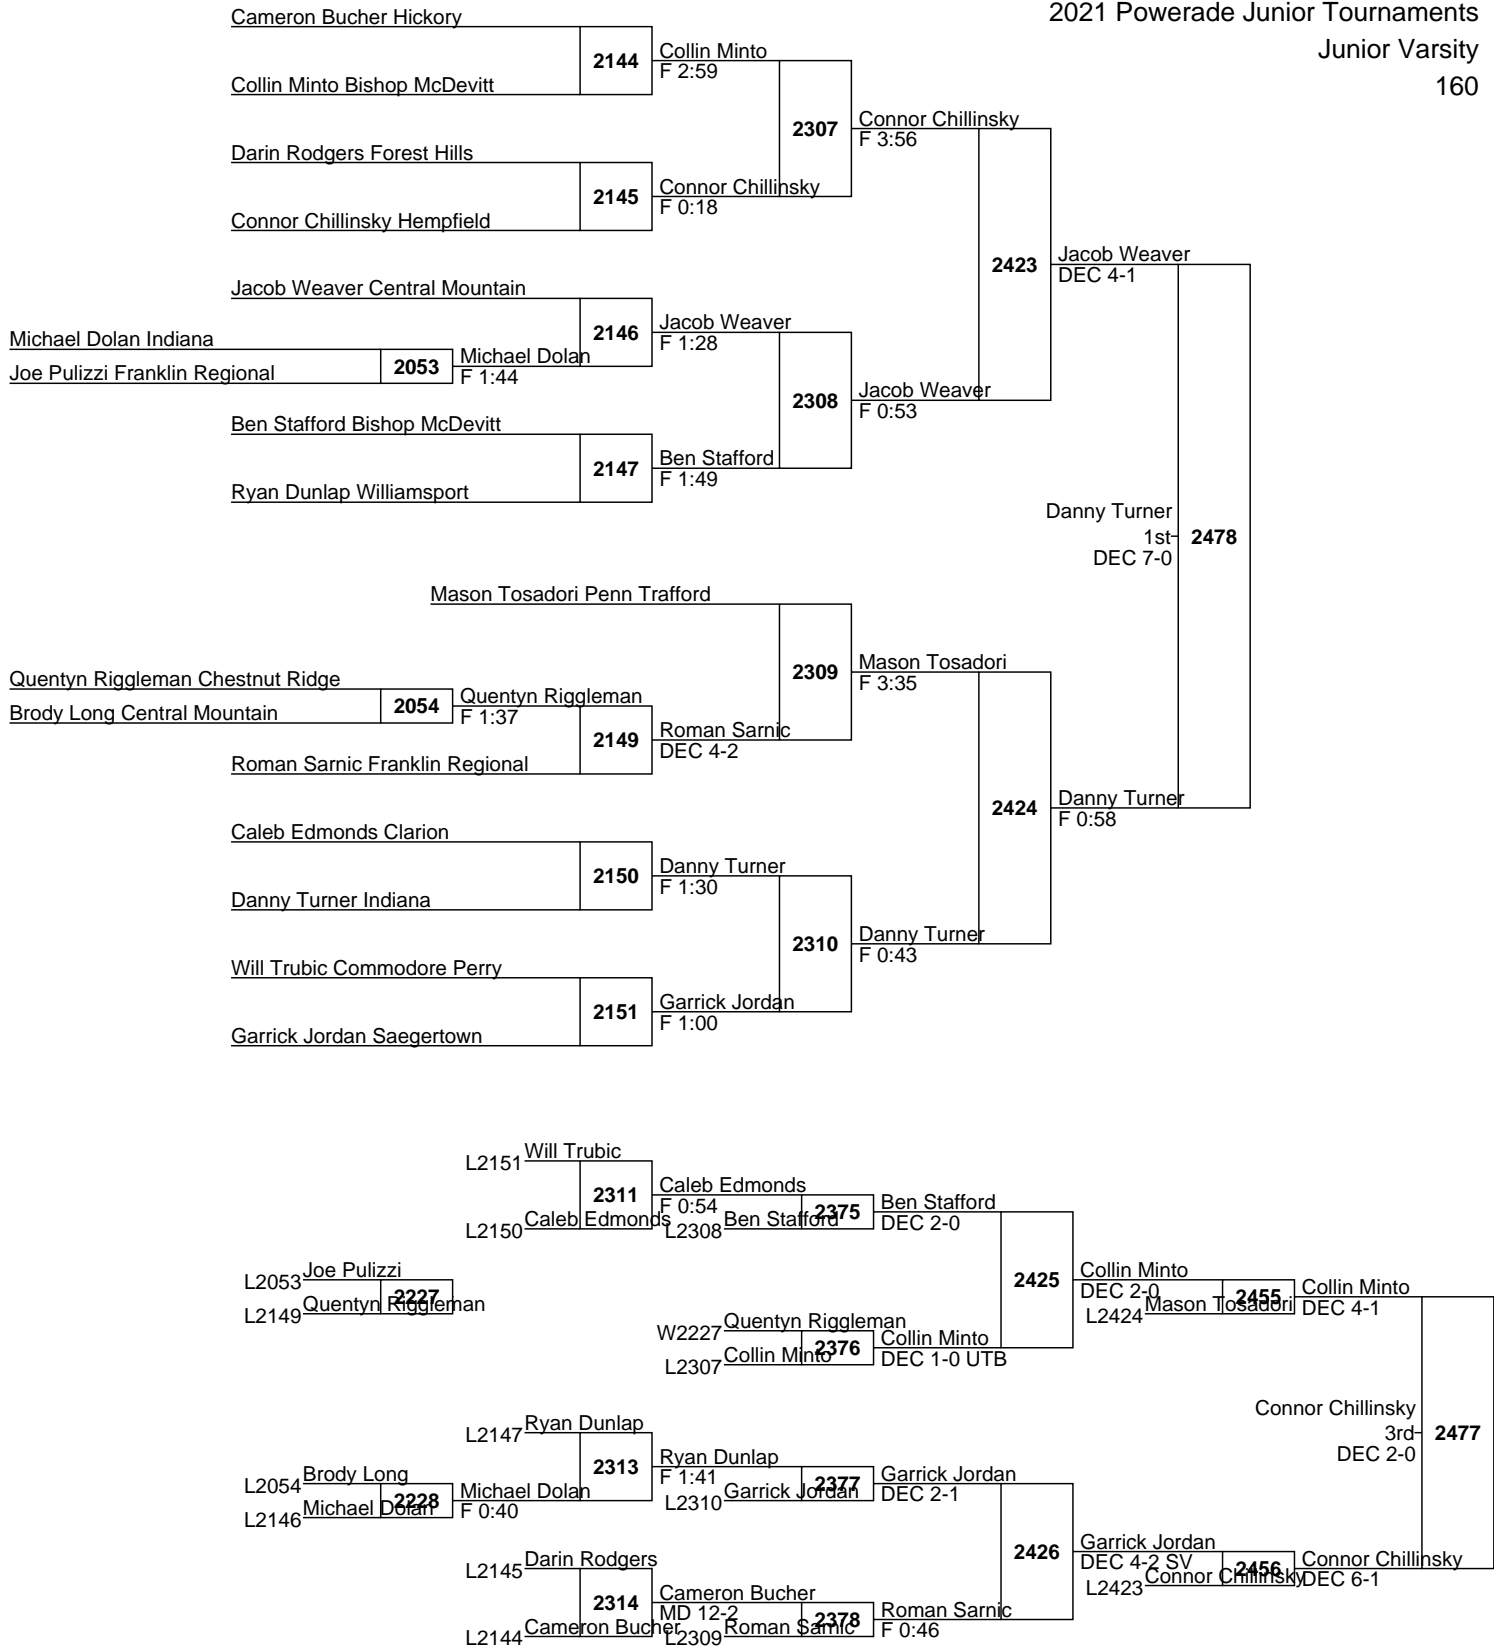 2021 Powerade Junior Tournaments
Junior Varsity
160
Cameron Bucher Hickory
2144
Collin Minto
F 2:59
Collin Minto Bishop McDevitt
2307
Connor Chillinsky
F 3:56
Darin Rodgers Forest Hills
2145
Connor Chillinsky
F 0:18
Connor Chillinsky Hempfield
2423
Jacob Weaver
DEC 4-1
Jacob Weaver Central Mountain
2146
Jacob Weaver
F 1:28
Michael Dolan Indiana
2053
Michael Dolan
F 1:44
Joe Pulizzi Franklin Regional
2308
Jacob Weaver
F 0:53
Ben Stafford Bishop McDevitt
2147
Ben Stafford
F 1:49
Ryan Dunlap Williamsport
Danny Turner
1st
DEC 7-0
2478
Mason Tosadori Penn Trafford
2309
Mason Tosadori
F 3:35
Quentyn Riggleman Chestnut Ridge
2054
Quentyn Riggleman
F 1:37
Brody Long Central Mountain
2149
Roman Sarnic
DEC 4-2
Roman Sarnic Franklin Regional
2424
Danny Turner
F 0:58
Caleb Edmonds Clarion
2150
Danny Turner
F 1:30
Danny Turner Indiana
2310
Danny Turner
F 0:43
Will Trubic Commodore Perry
2151
Garrick Jordan
F 1:00
Garrick Jordan Saegertown
L2151 Will Trubic
2311
Caleb Edmonds
F 0:54
L2150 Caleb Edmonds
L2308 Ben Stafford
2375
Ben Stafford
DEC 2-0
L2053 Joe Pulizzi
2227
L2149 Quentyn Riggleman
2425
Collin Minto
DEC 2-0
L2424 Mason Tosadori
2455
Collin Minto
DEC 4-1
W2227 Quentyn Riggleman
2376
L2307 Collin Minto
Collin Minto
DEC 1-0 UTB
Connor Chillinsky
3rd
DEC 2-0
2477
L2147 Ryan Dunlap
2313
Ryan Dunlap
F 1:41
L2054 Brody Long
2228
L2146 Michael Dolan
Michael Dolan
F 0:40
L2310 Garrick Jordan
2377
Garrick Jordan
DEC 2-1
2426
Garrick Jordan
DEC 4-2 SV
L2423 Connor Chillinsky
2456
Connor Chillinsky
DEC 6-1
L2145 Darin Rodgers
2314
Cameron Bucher
MD 12-2
L2144 Cameron Bucher
L2309 Roman Sarnic
2378
Roman Sarnic
F 0:46